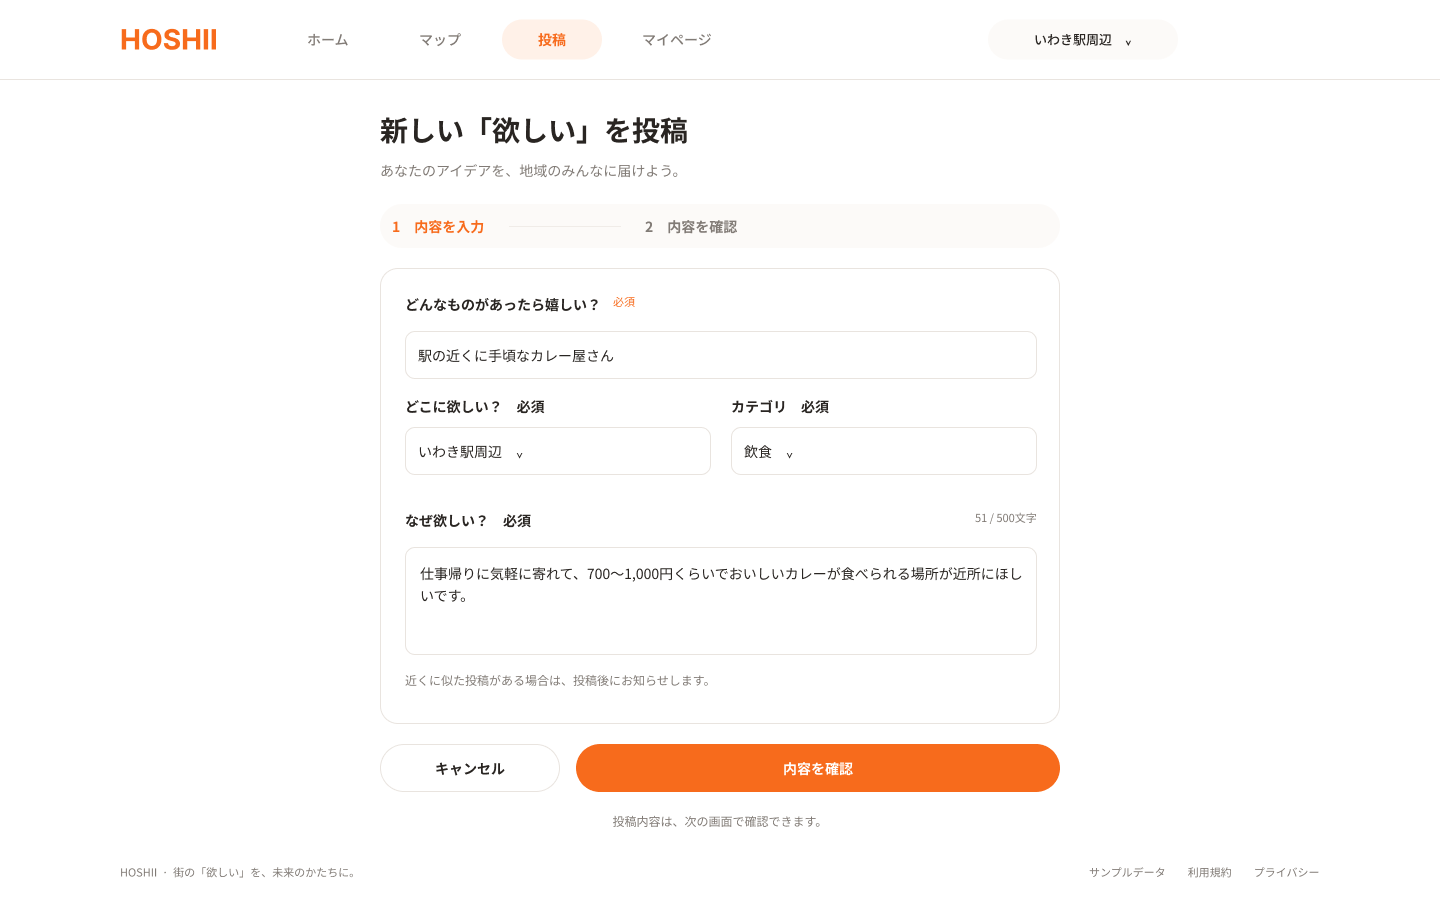 HOSHII ホーム マップ 投稿 マイページ いわき駅周辺 ∨
新しい「欲しい」を投稿
あなたのアイデアを、地域のみんなに届けよう。
1 内容を入力 2 内容を確認
どんなものがあったら嬉しい？ 必須
駅の近くに手頃なカレー屋さん
どこに欲しい？ 必須 カテゴリ 必須
いわき駅周辺 ∨ 飲食 ∨
なぜ欲しい？ 必須 51 / 500文字
仕事帰りに気軽に寄れて、700〜1,000円くらいでおいしいカレーが食べられる場所が近所にほし
いです。
近くに似た投稿がある場合は、投稿後にお知らせします。
キャンセル 内容を確認
投稿内容は、次の画面で確認できます。
HOSHII · 街の「欲しい」を、未来のかたちに。 サンプルデータ 利用規約 プライバシー